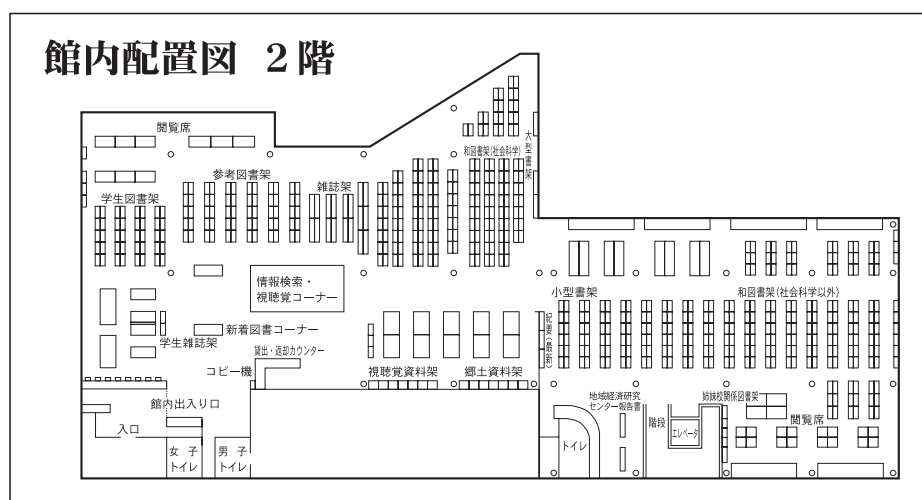 館内配置図 2階
閲覧席
和図書架(社会科学)
大型書架
参考図書架
雑誌架
学生図書架
情報検索・
視聴覚コーナー
小型書架
和図書架(社会科学以外)
紀要(最新)
新着図書コーナー
学生雑誌架
貸出・返却カウンター
コピー機
視聴覚資料架
郷土資料架
地域経済研究
センター報告書
姉妹校関係図書架
館内出入り口
入口
階段
エレベータ
閲覧席
トイレ
女子
トイレ
男子
トイレ